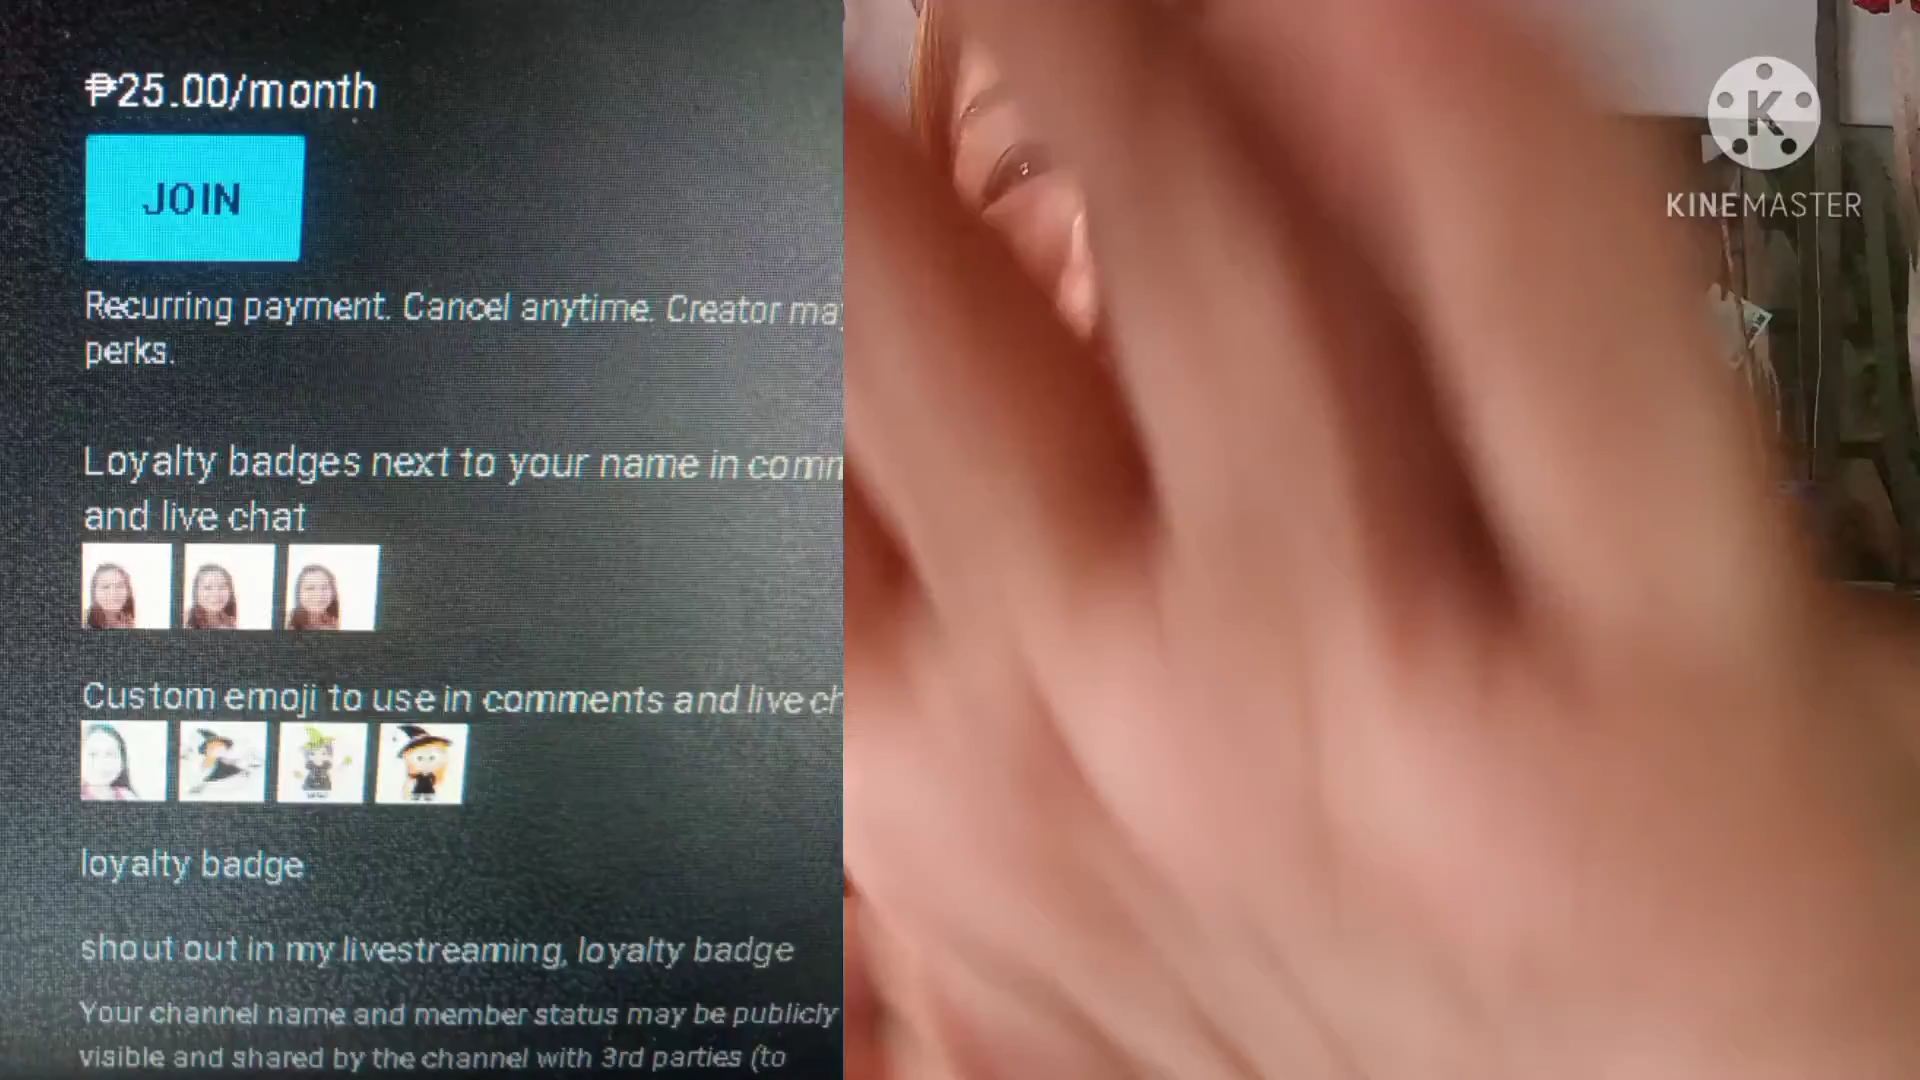 ₱25.00/month
JOIN
Recurring payment. Cancel anytime. Creator may
perks.
Loyalty badges next to your name in comm
and live chat
Custom emoji to use in comments and live ch
loyalty badge
shout out in my livestreaming, loyalty badge
Your channel name and member status may be publicly
visible and shared by the channel with 3rd parties (to
K
KINEMASTER